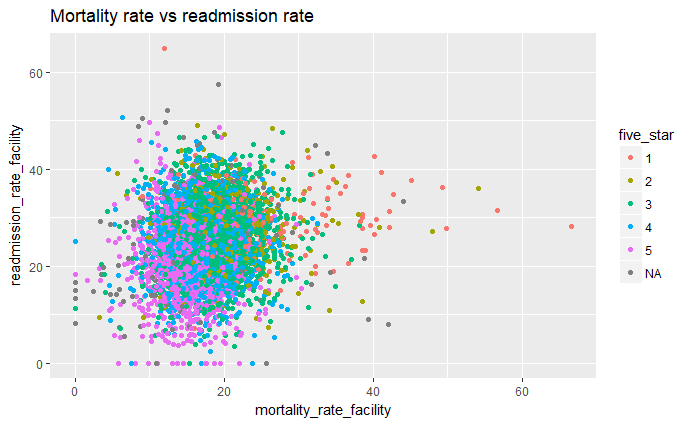 Mortality rate vs readmission rate
readmission_rate_facility
60
40
20
0
0 20 40 60
mortality_rate_facility
five_star
1
2
3
4
5
NA